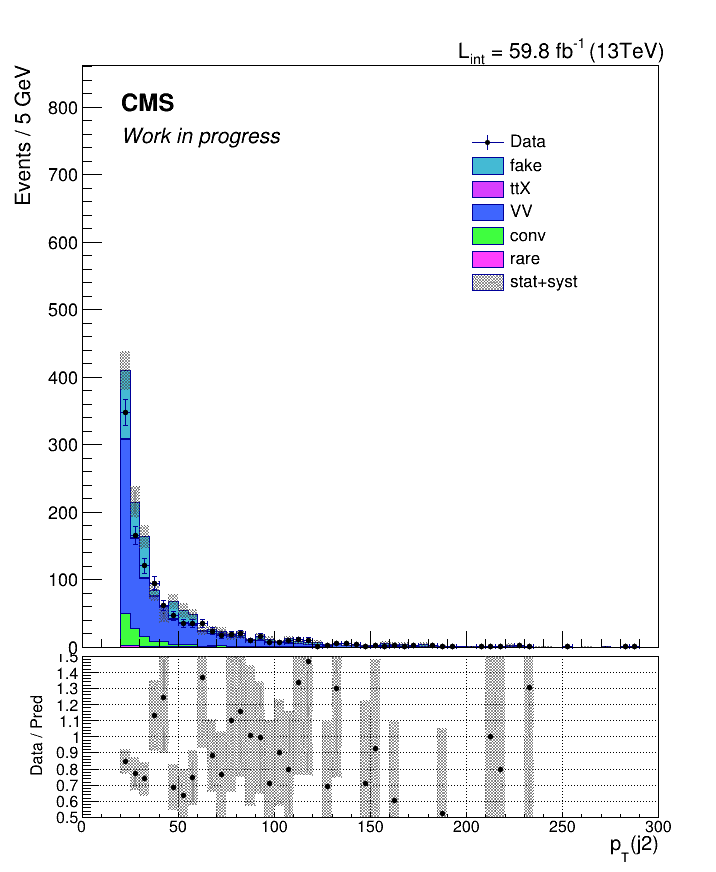 L_int = 59.8 fb^-1 (13TeV)
Events / 5 GeV
CMS
Work in progress
Data
fake
ttX
VV
conv
rare
stat+syst
800
700
600
500
400
300
200
100
0
Data / Pred
1.5
1.4
1.3
1.2
1.1
1
0.9
0.8
0.7
0.6
0.5
0 50 100 150 200 250 300
p_T(j2)